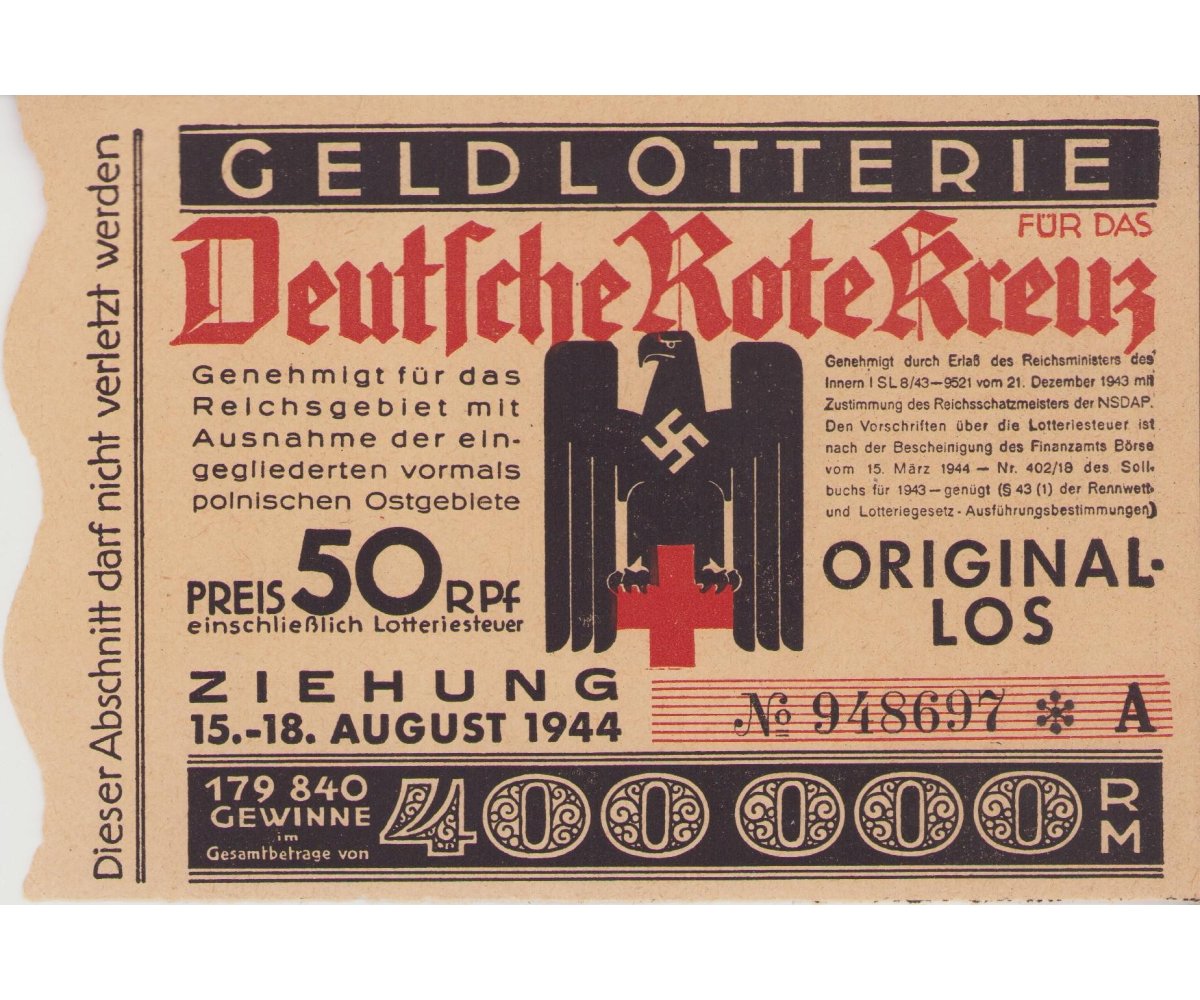 Dieser Abschnitt darf nicht verletzt werden
GELDLOTTERIE
FÜR DAS
Deutsche Rote Kreuz
Genehmigt für das
Reichsgebiet mit
Ausnahme der ein-
gegliederten vormals
polnischen Ostgebiete
PREIS 50 RPf
einschließlich Lotteriesteuer
ZIEHUNG
15.-18. AUGUST 1944
Genehmigt durch Erlaß des Reichsministers des
Innern I SL 8/43—9521 vom 21. Dezember 1943 mit
Zustimmung des Reichsschatzmeisters der NSDAP.
Den Vorschriften über die Lotteriesteuer ist
nach der Bescheinigung des Finanzamts Börse
vom 15. März 1944 — Nr. 402/18 des Soll-
buchs für 1943 — genügt (§ 43 (1) der Rennwett-
und Lotteriegesetz - Ausführungsbestimmungen)
ORIGINAL-
LOS
№ 948697 * A
179 840
GEWINNE
im
Gesamtbetrage von
400 000 RM